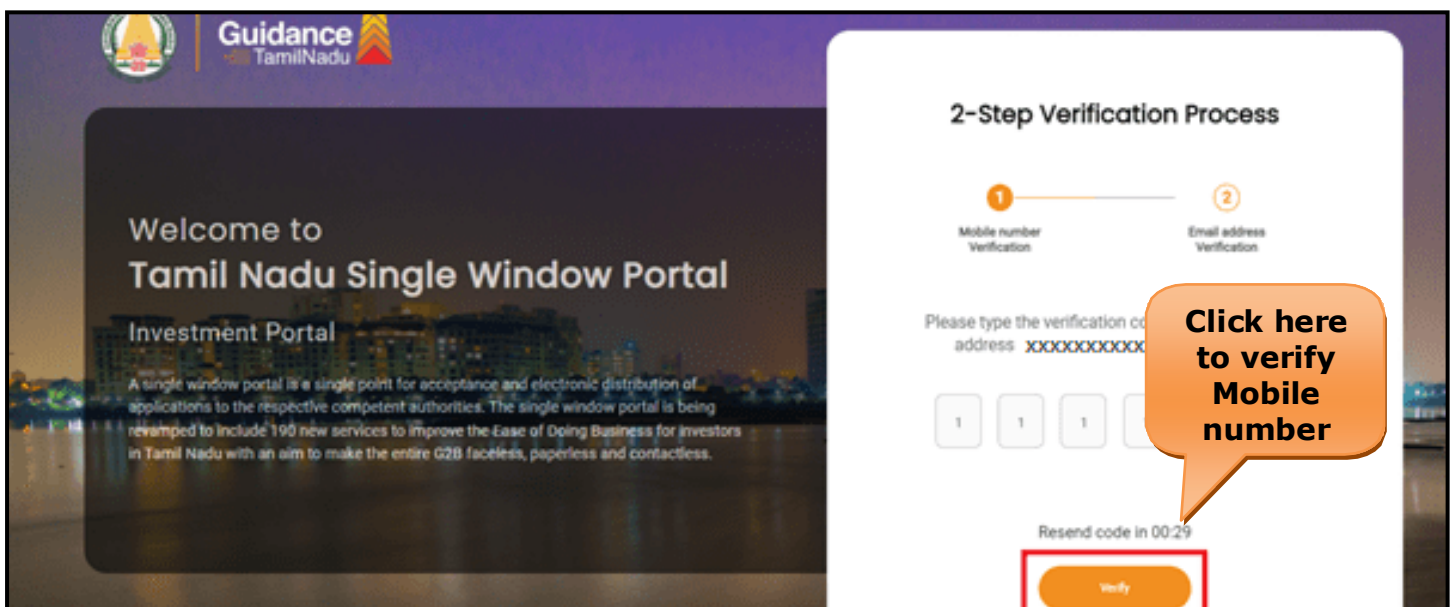 Guidance
TamilNadu
Welcome to
Tamil Nadu Single Window Portal
Investment Portal
A single window portal is a single point for acceptance and electronic distribution of
applications to the respective competent authorities. The single window portal is being
revamped to include 190 new services to improve the Ease of Doing Business for investors
in Tamil Nadu with an aim to make the entire G2B faceless, paperless and contactless.
2-Step Verification Process
1
2
Mobile number
Verification
Email address
Verification
Please type the verification
address XXXXXXXXXX
1 1 1
Click here
to verify
Mobile
number
Resend code in 00:29
Verify